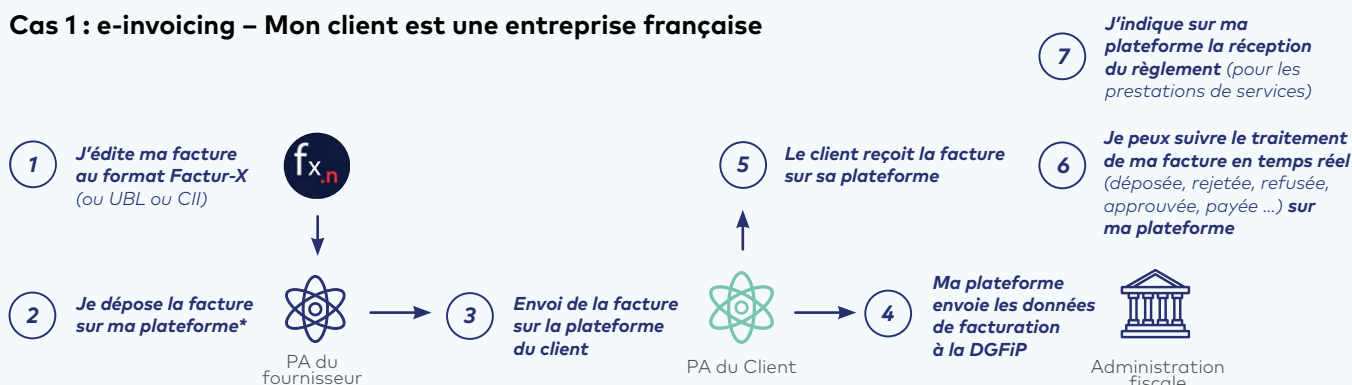 Cas 1 : e-invoicing – Mon client est une entreprise française
1
J’édite ma facture
au format Factur-X
(ou UBL ou CII)
fx.n
2
Je dépose la facture
sur ma plateforme*
PA du
fournisseur
3
Envoi de la facture
sur la plateforme
du client
PA du Client
4
Ma plateforme
envoie les données
de facturation
à la DGFiP
Administration
fiscale
5
Le client reçoit la facture
sur sa plateforme
6
Je peux suivre le traitement
de ma facture en temps réel
(déposée, rejetée, refusée,
approuvée, payée ...) sur
ma plateforme
7
J’indique sur ma
plateforme la réception
du règlement (pour les
prestations de services)